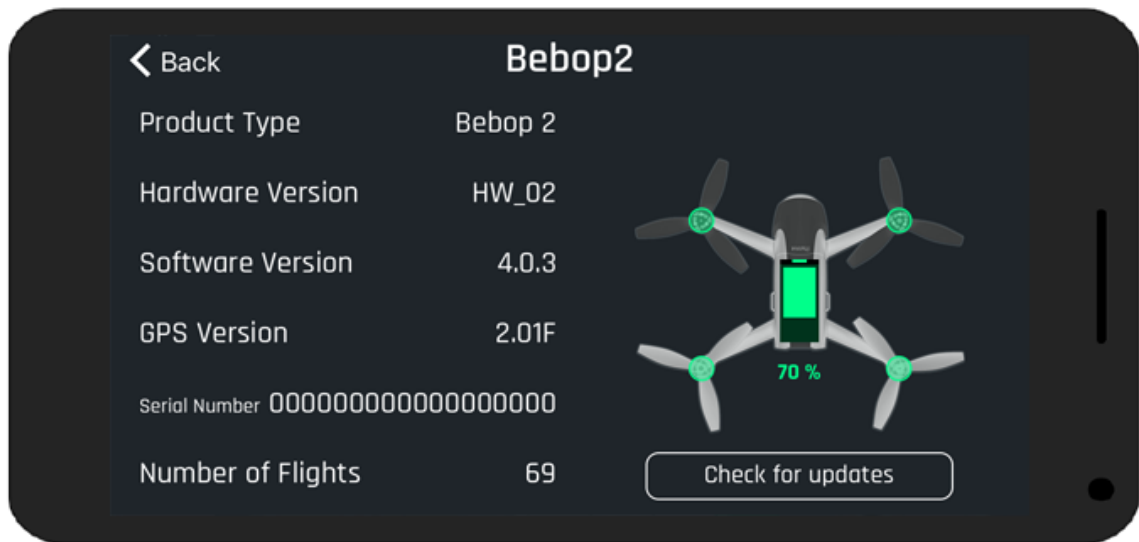 Back
Bebop2
Product Type Bebop 2
Hardware Version HW_02
Software Version 4.0.3
GPS Version 2.01F
70 %
Serial Number 000000000000000000
Number of Flights 69
Check for updates